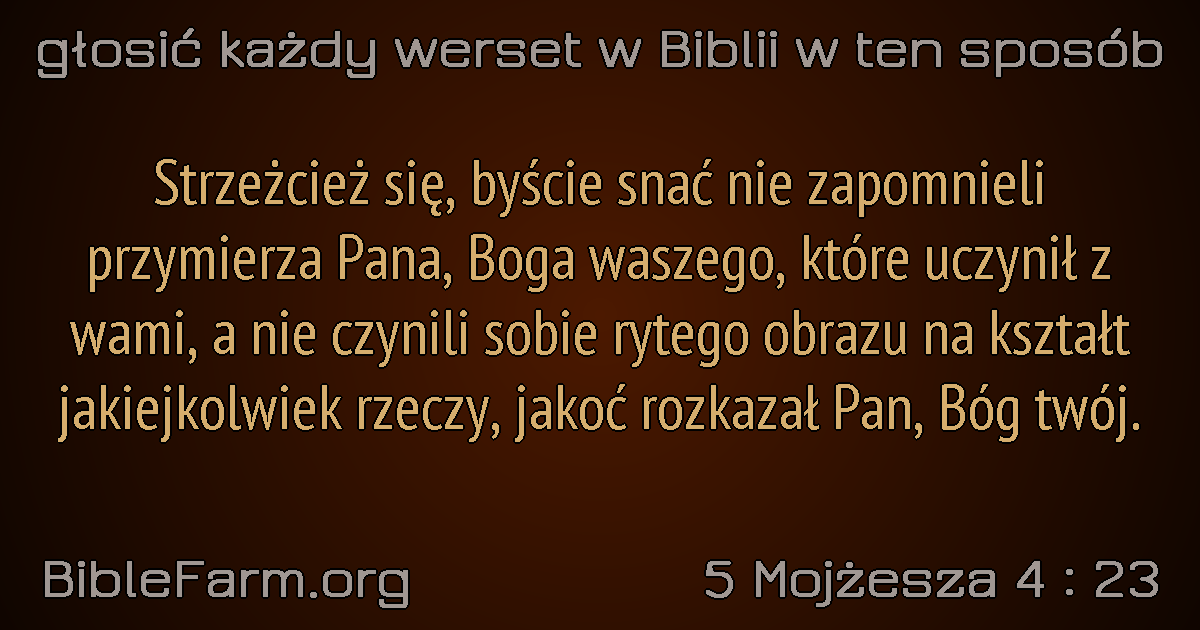 głosić każdy werset w Biblii w ten sposób
Strzeżcież się, byście snać nie zapomnieli
przymierza Pana, Boga waszego, które uczynił z
wami, a nie czynili sobie rytego obrazu na kształt
jakiejkolwiek rzeczy, jakoć rozkazał Pan, Bóg twój.
BibleFarm.org
5 Mojżesza 4 : 23